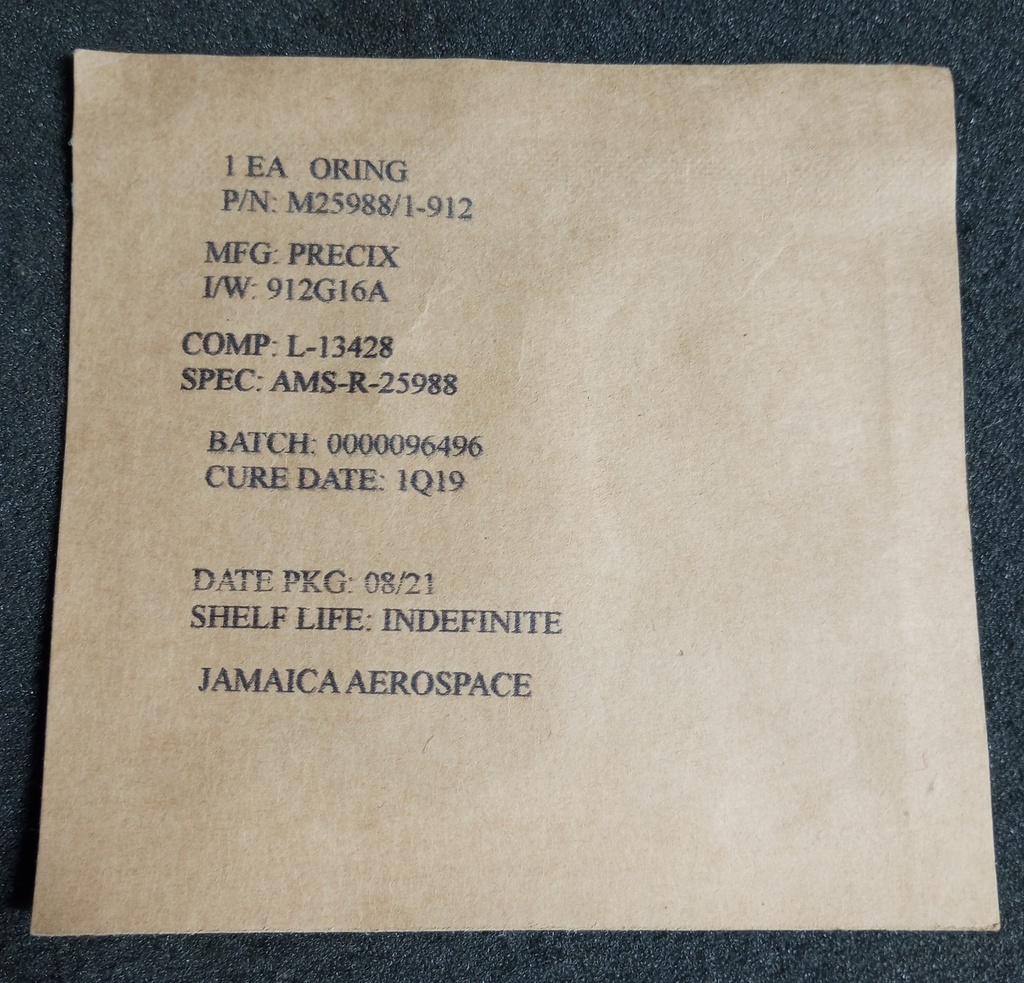 1 EA ORING
P/N: M25988/1-912
MFG: PRECIX
I/W: 912G16A
COMP: L-13428
SPEC: AMS-R-25988
BATCH: 0000096496
CURE DATE: 1Q19
DATE PKG: 08/21
SHELF LIFE: INDEFINITE
JAMAICA AEROSPACE